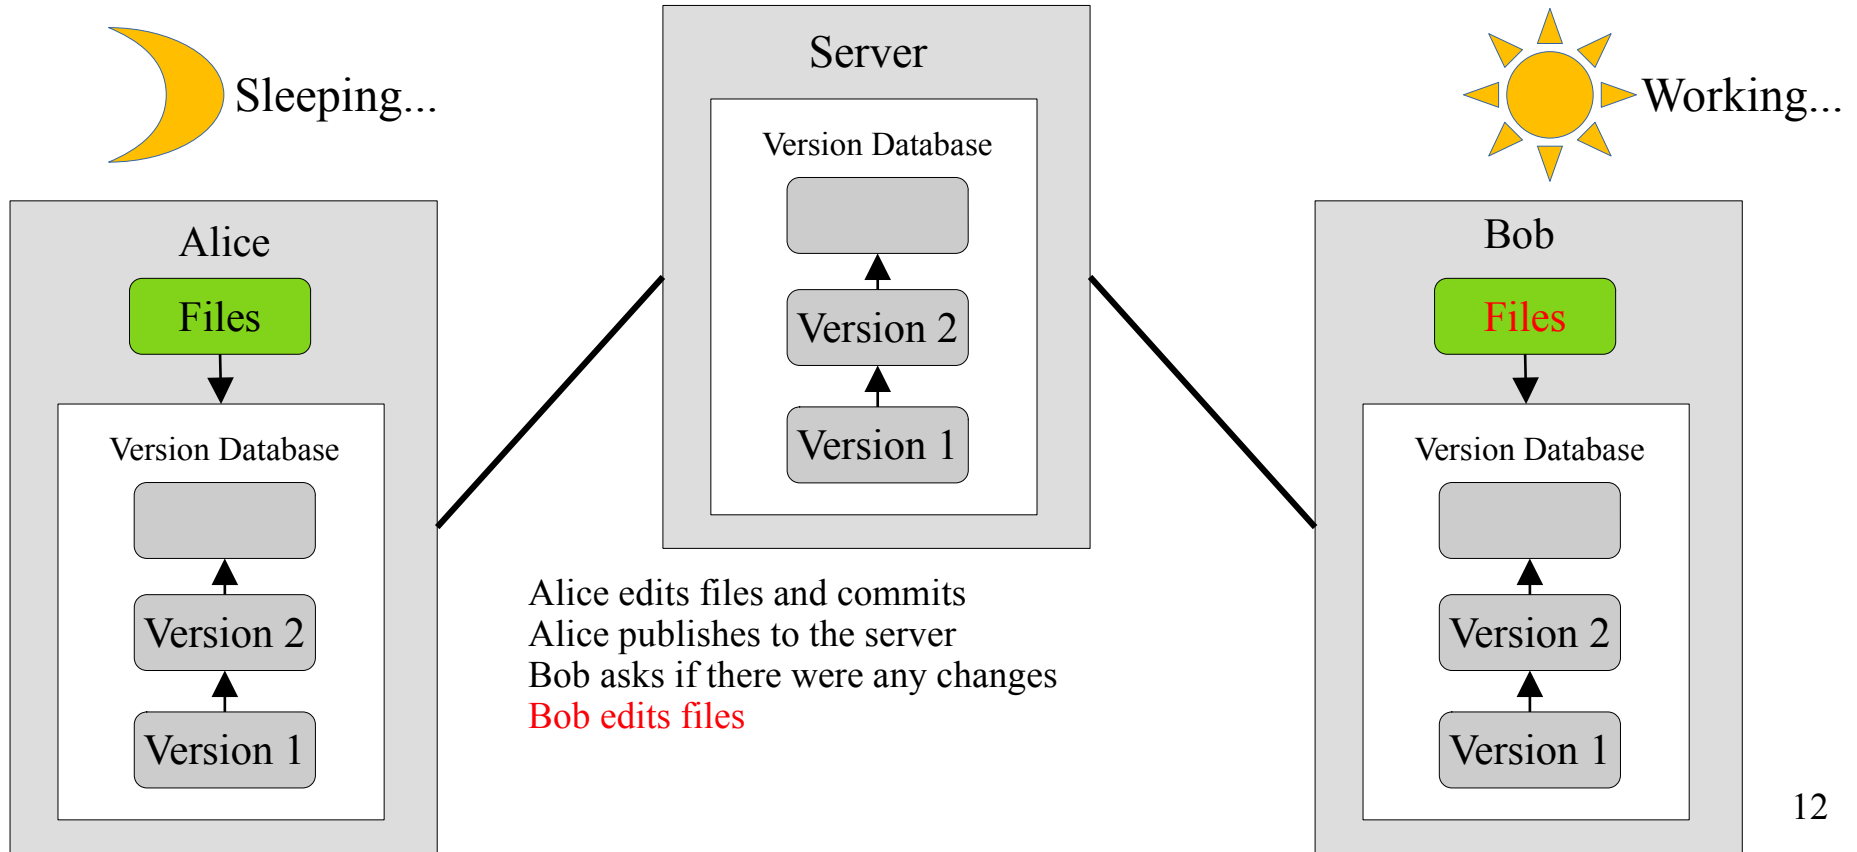 Sleeping...
Server
Working...
Version Database
Version 2
Version 1
Alice
Files
Version Database
Version 2
Version 1
Bob
Files
Version Database
Version 2
Version 1
Alice edits files and commits
Alice publishes to the server
Bob asks if there were any changes
Bob edits files
12